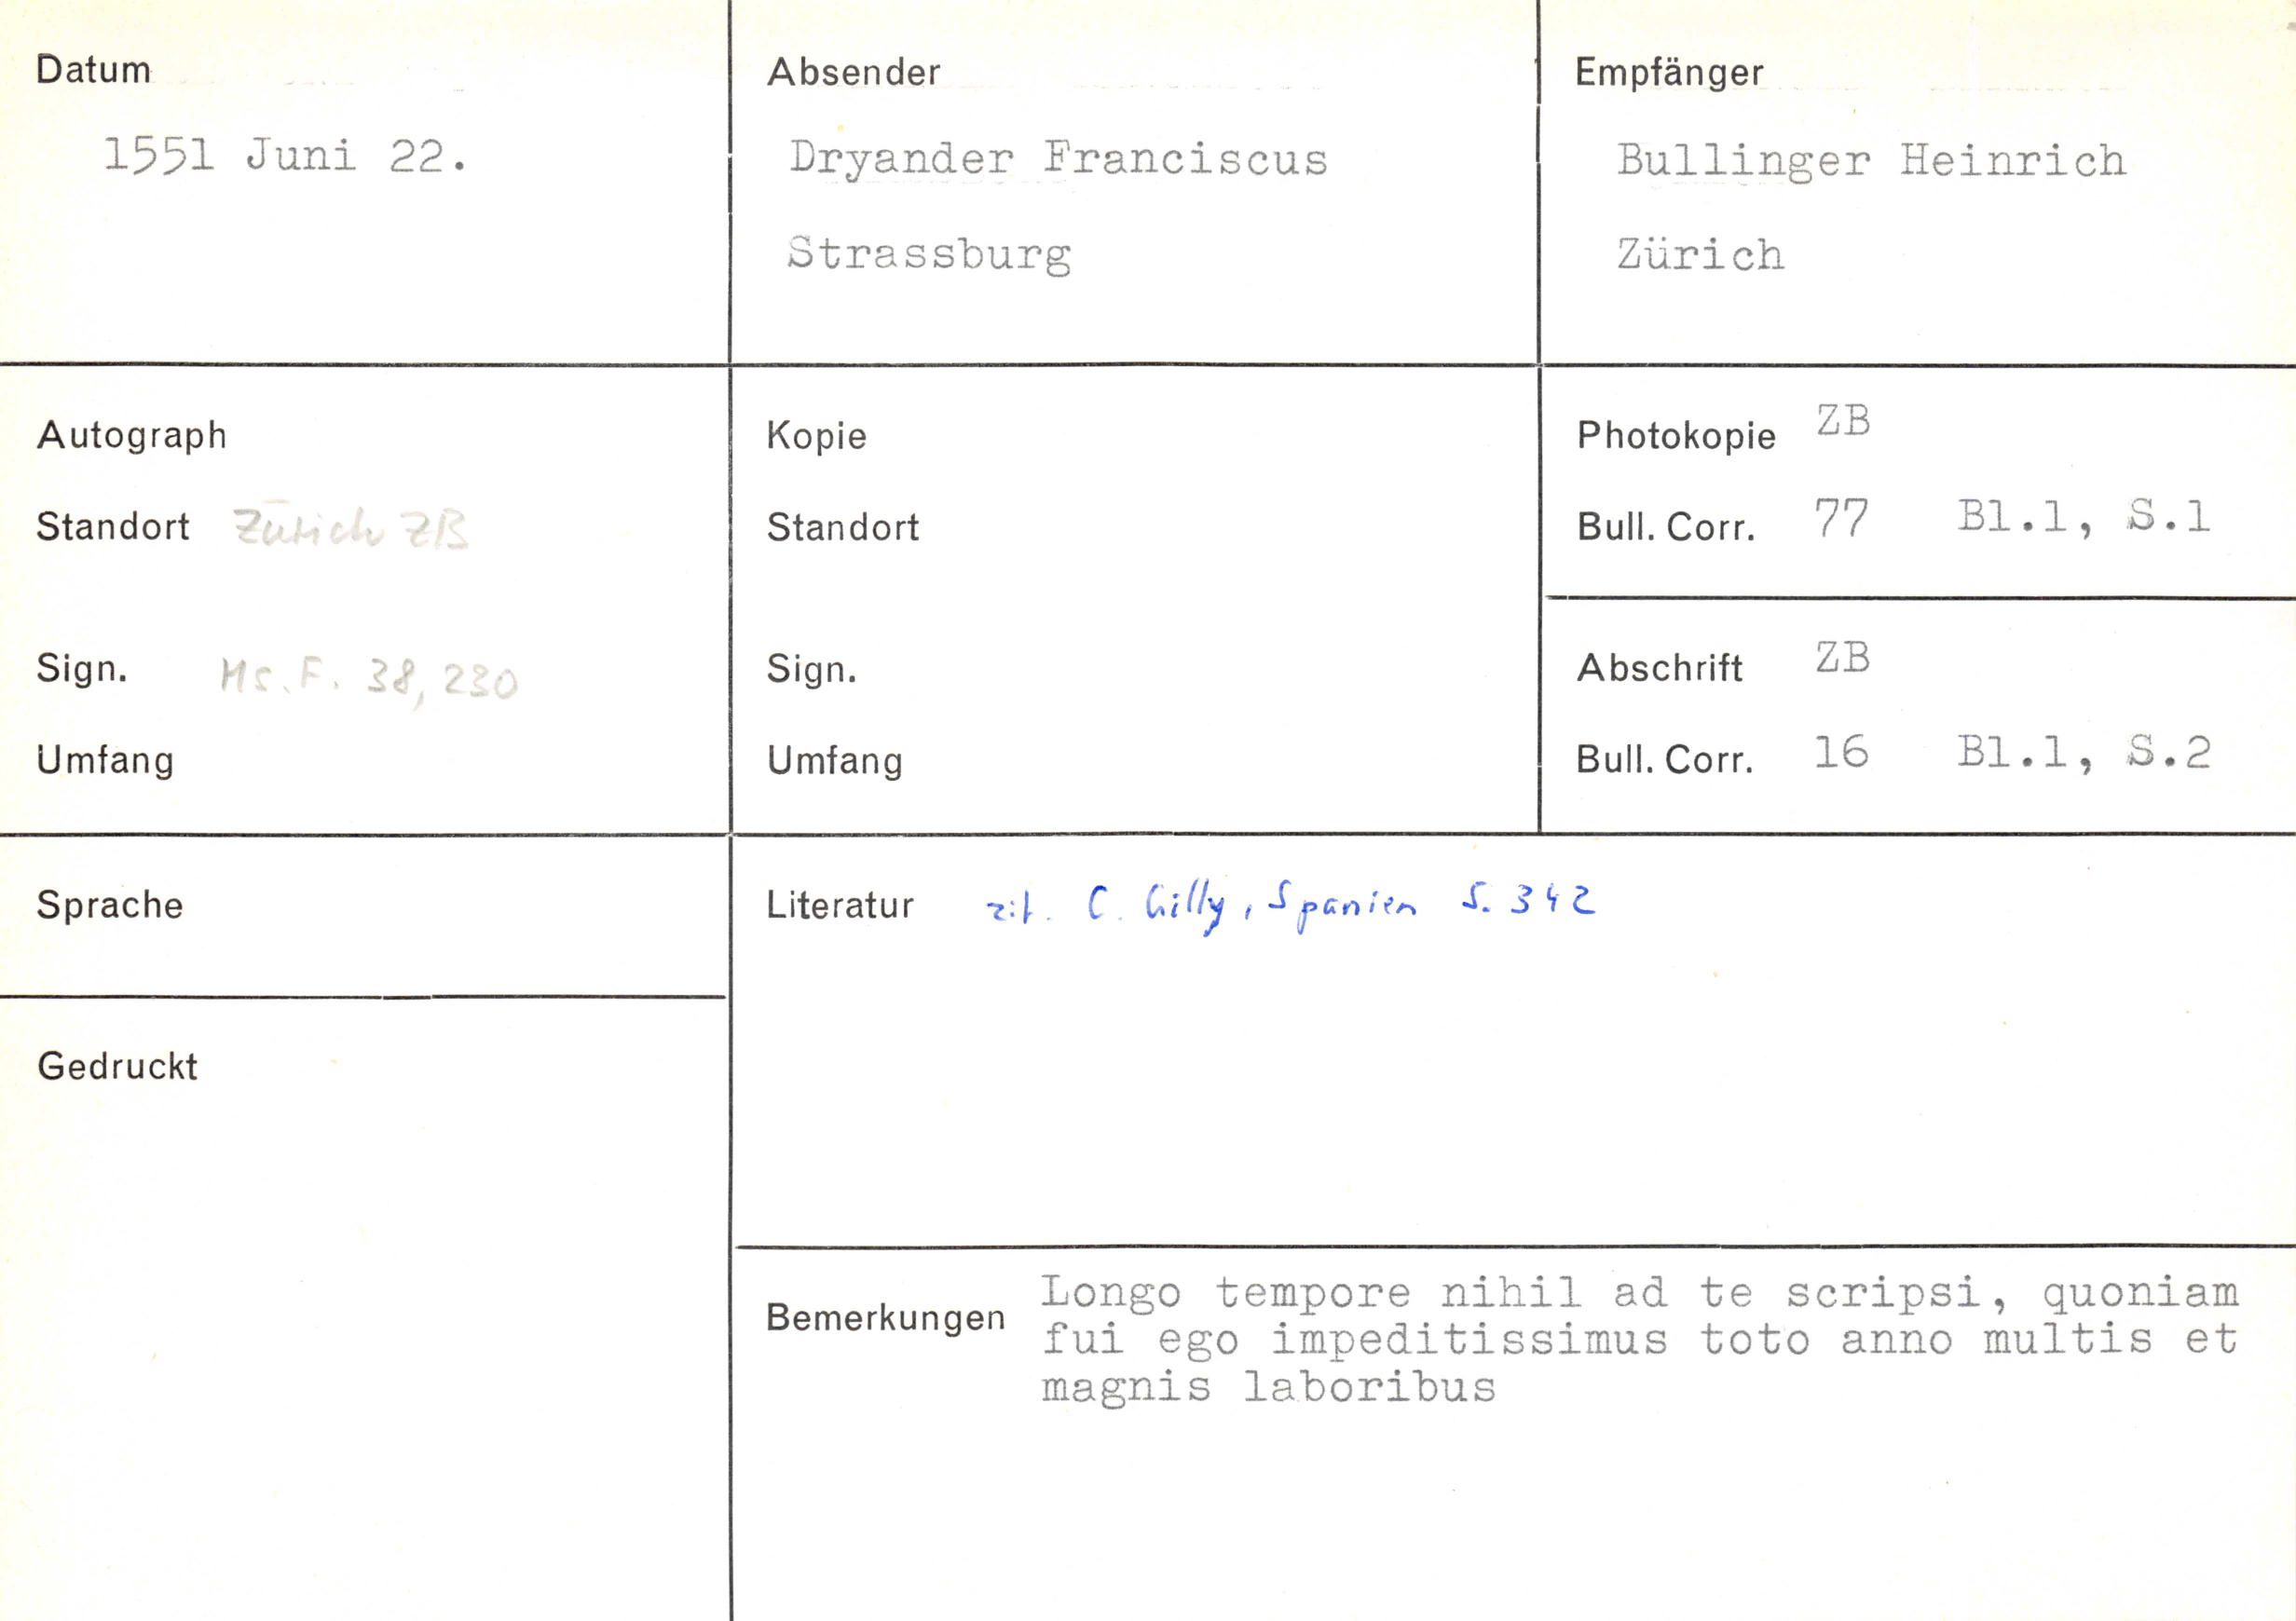 Datum
1551 Juni 22.
Absender
Dryander Franciscus
Strassburg
Empfänger
Bullinger Heinrich
Zürich
Autograph
Standort Zürich ZB
Sign. Ms. F. 38, 230
Umfang
Kopie
Standort
Sign.
Umfang
Photokopie ZB
Bull. Corr. 77 Bl.1, S.1
Abschrift ZB
Bull. Corr. 16 Bl.1, S.2
Sprache
Gedruckt
Literatur zit. C. Gilly, Spanien S. 342
Bemerkungen Longo tempore nihil ad te scripsi, quoniam
fui ego impeditissimus toto anno multis et
magnis laboribus